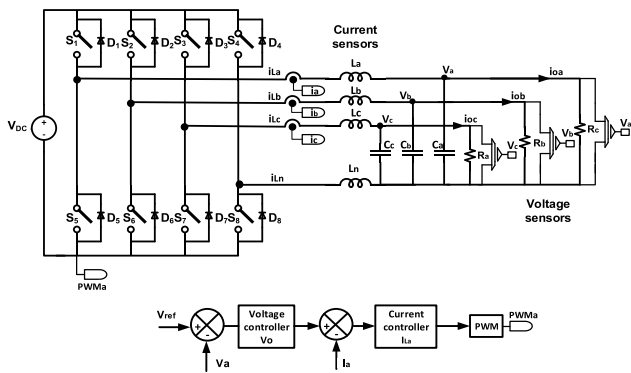 Current
sensors
S1 D1 S2 D2 S3 D3 S4 D4
iLa La Va ioa
ia
iLb Lb Vb iob
ib
iLc Lc Vc ioc
ic
VDC
+
-
Cc Cb Ca
Ra Vc Rb Vb Rc Va
iLn Ln
S5 D5 S6 D6 S7 D7 S8 D8
Voltage
sensors
PWMa
Vref
+
-
Va
Voltage
controller
Vo
+
-
Ia
Current
controller
ILa
PWM
PWMa